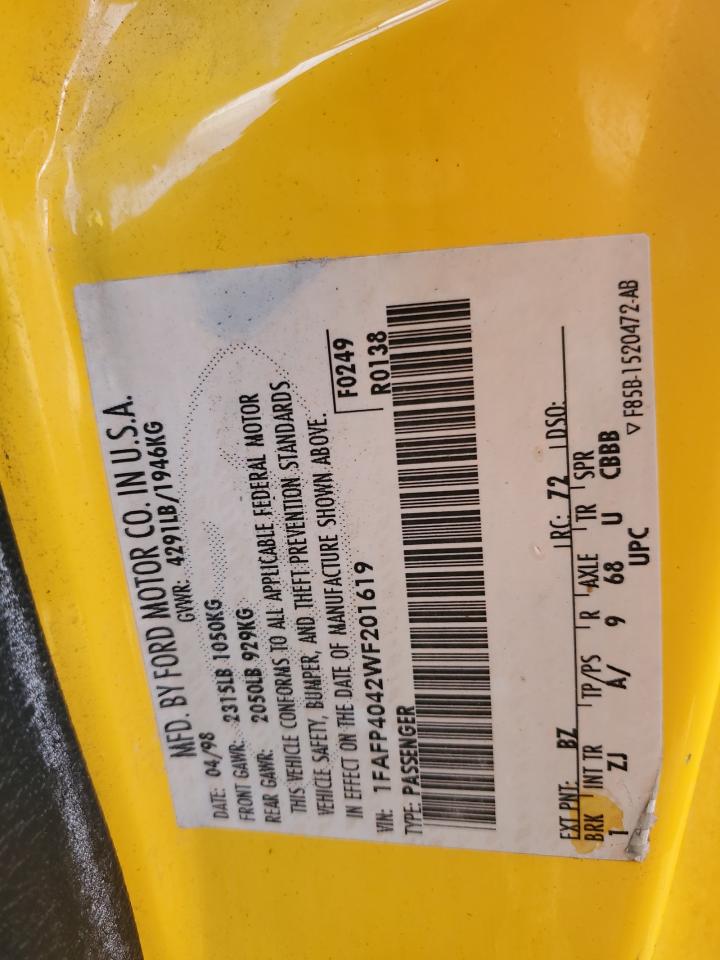 MFD. BY FORD MOTOR CO. IN U.S.A.
DATE: 04/98 GVWR: 4291LB/1946KG
FRONT GAWR: 2315LB 1050KG
REAR GAWR: 2050LB 929KG
THIS VEHICLE CONFORMS TO ALL APPLICABLE FEDERAL MOTOR
VEHICLE SAFETY, BUMPER, AND THEFT PREVENTION STANDARDS
IN EFFECT ON THE DATE OF MANUFACTURE SHOWN ABOVE.
VIN: 1FAFP4042WF201619 F0249
TYPE: PASSENGER R0138
EXT PNT: BZ RC: 72 DSO:
BRK INT TR TP/PS R AXLE TR SPR
1 ZJ A/ 9 68 U CBBB
UPC
▽ F85B-1520472-AB